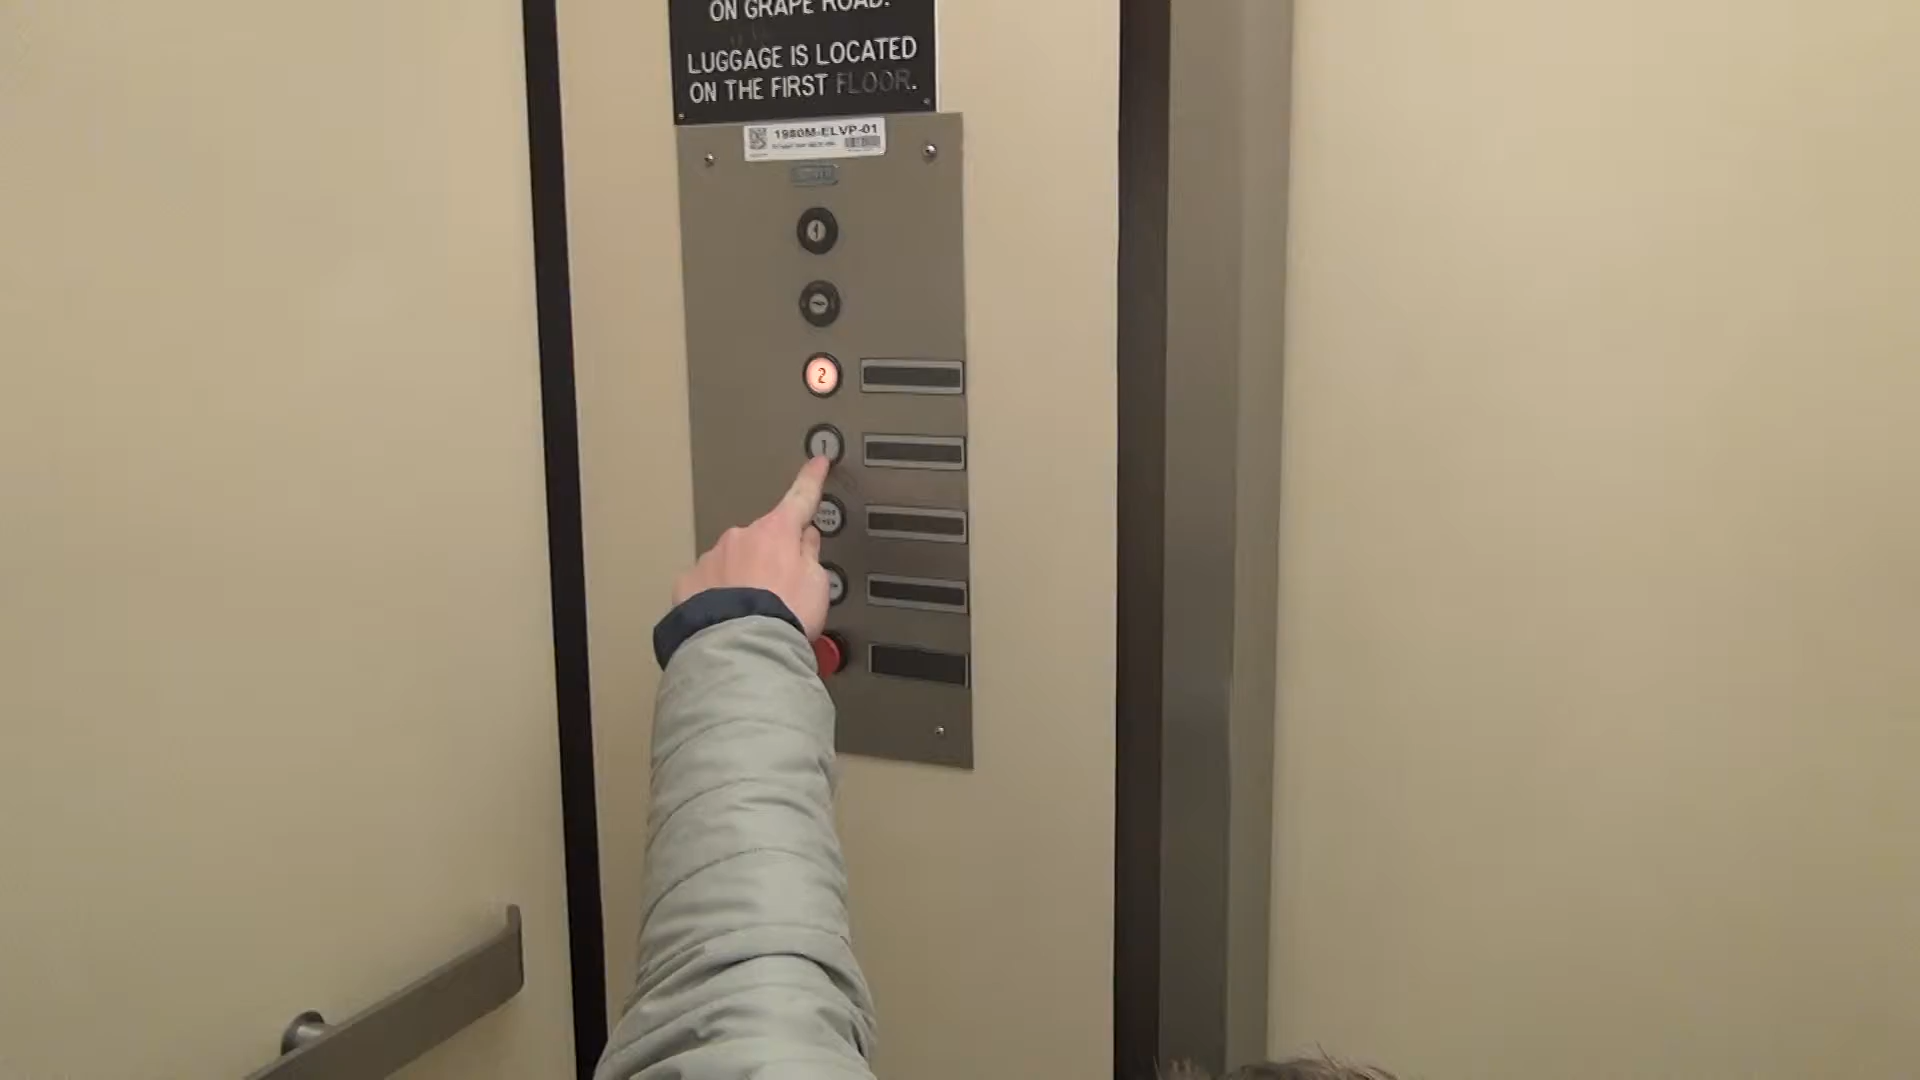 ON GRAPE ROAD.
LUGGAGE IS LOCATED
ON THE FIRST FLOOR.
1980M-ELVP-01
2
1